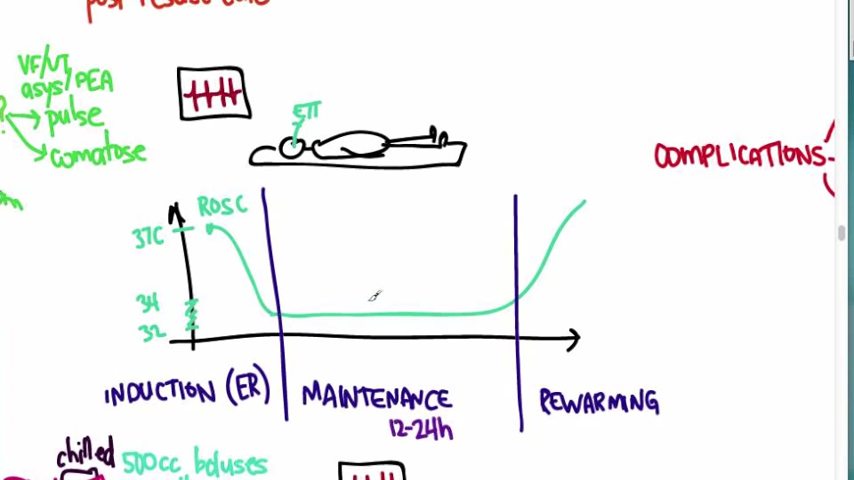 VF/VT
asys/PEA
? pulse
comatose
ETT
COMPLICATIONS
ROSC
37C
34
32
INDUCTION (ER)
MAINTENANCE
12-24h
REWARMING
chilled
500cc boluses